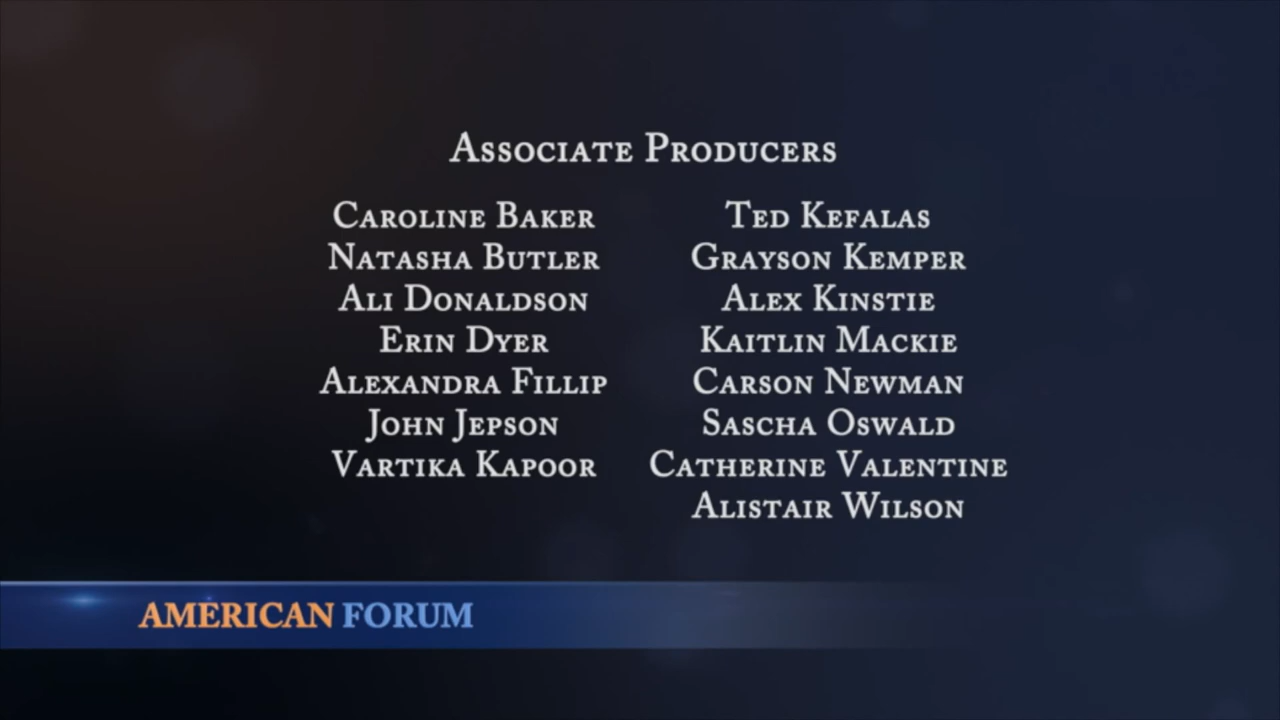 Associate Producers
Caroline Baker
Natasha Butler
Ali Donaldson
Erin Dyer
Alexandra Fillip
John Jepson
Vartika Kapoor
Ted Kefalas
Grayson Kemper
Alex Kinstie
Kaitlin Mackie
Carson Newman
Sascha Oswald
Catherine Valentine
Alistair Wilson
AMERICAN FORUM